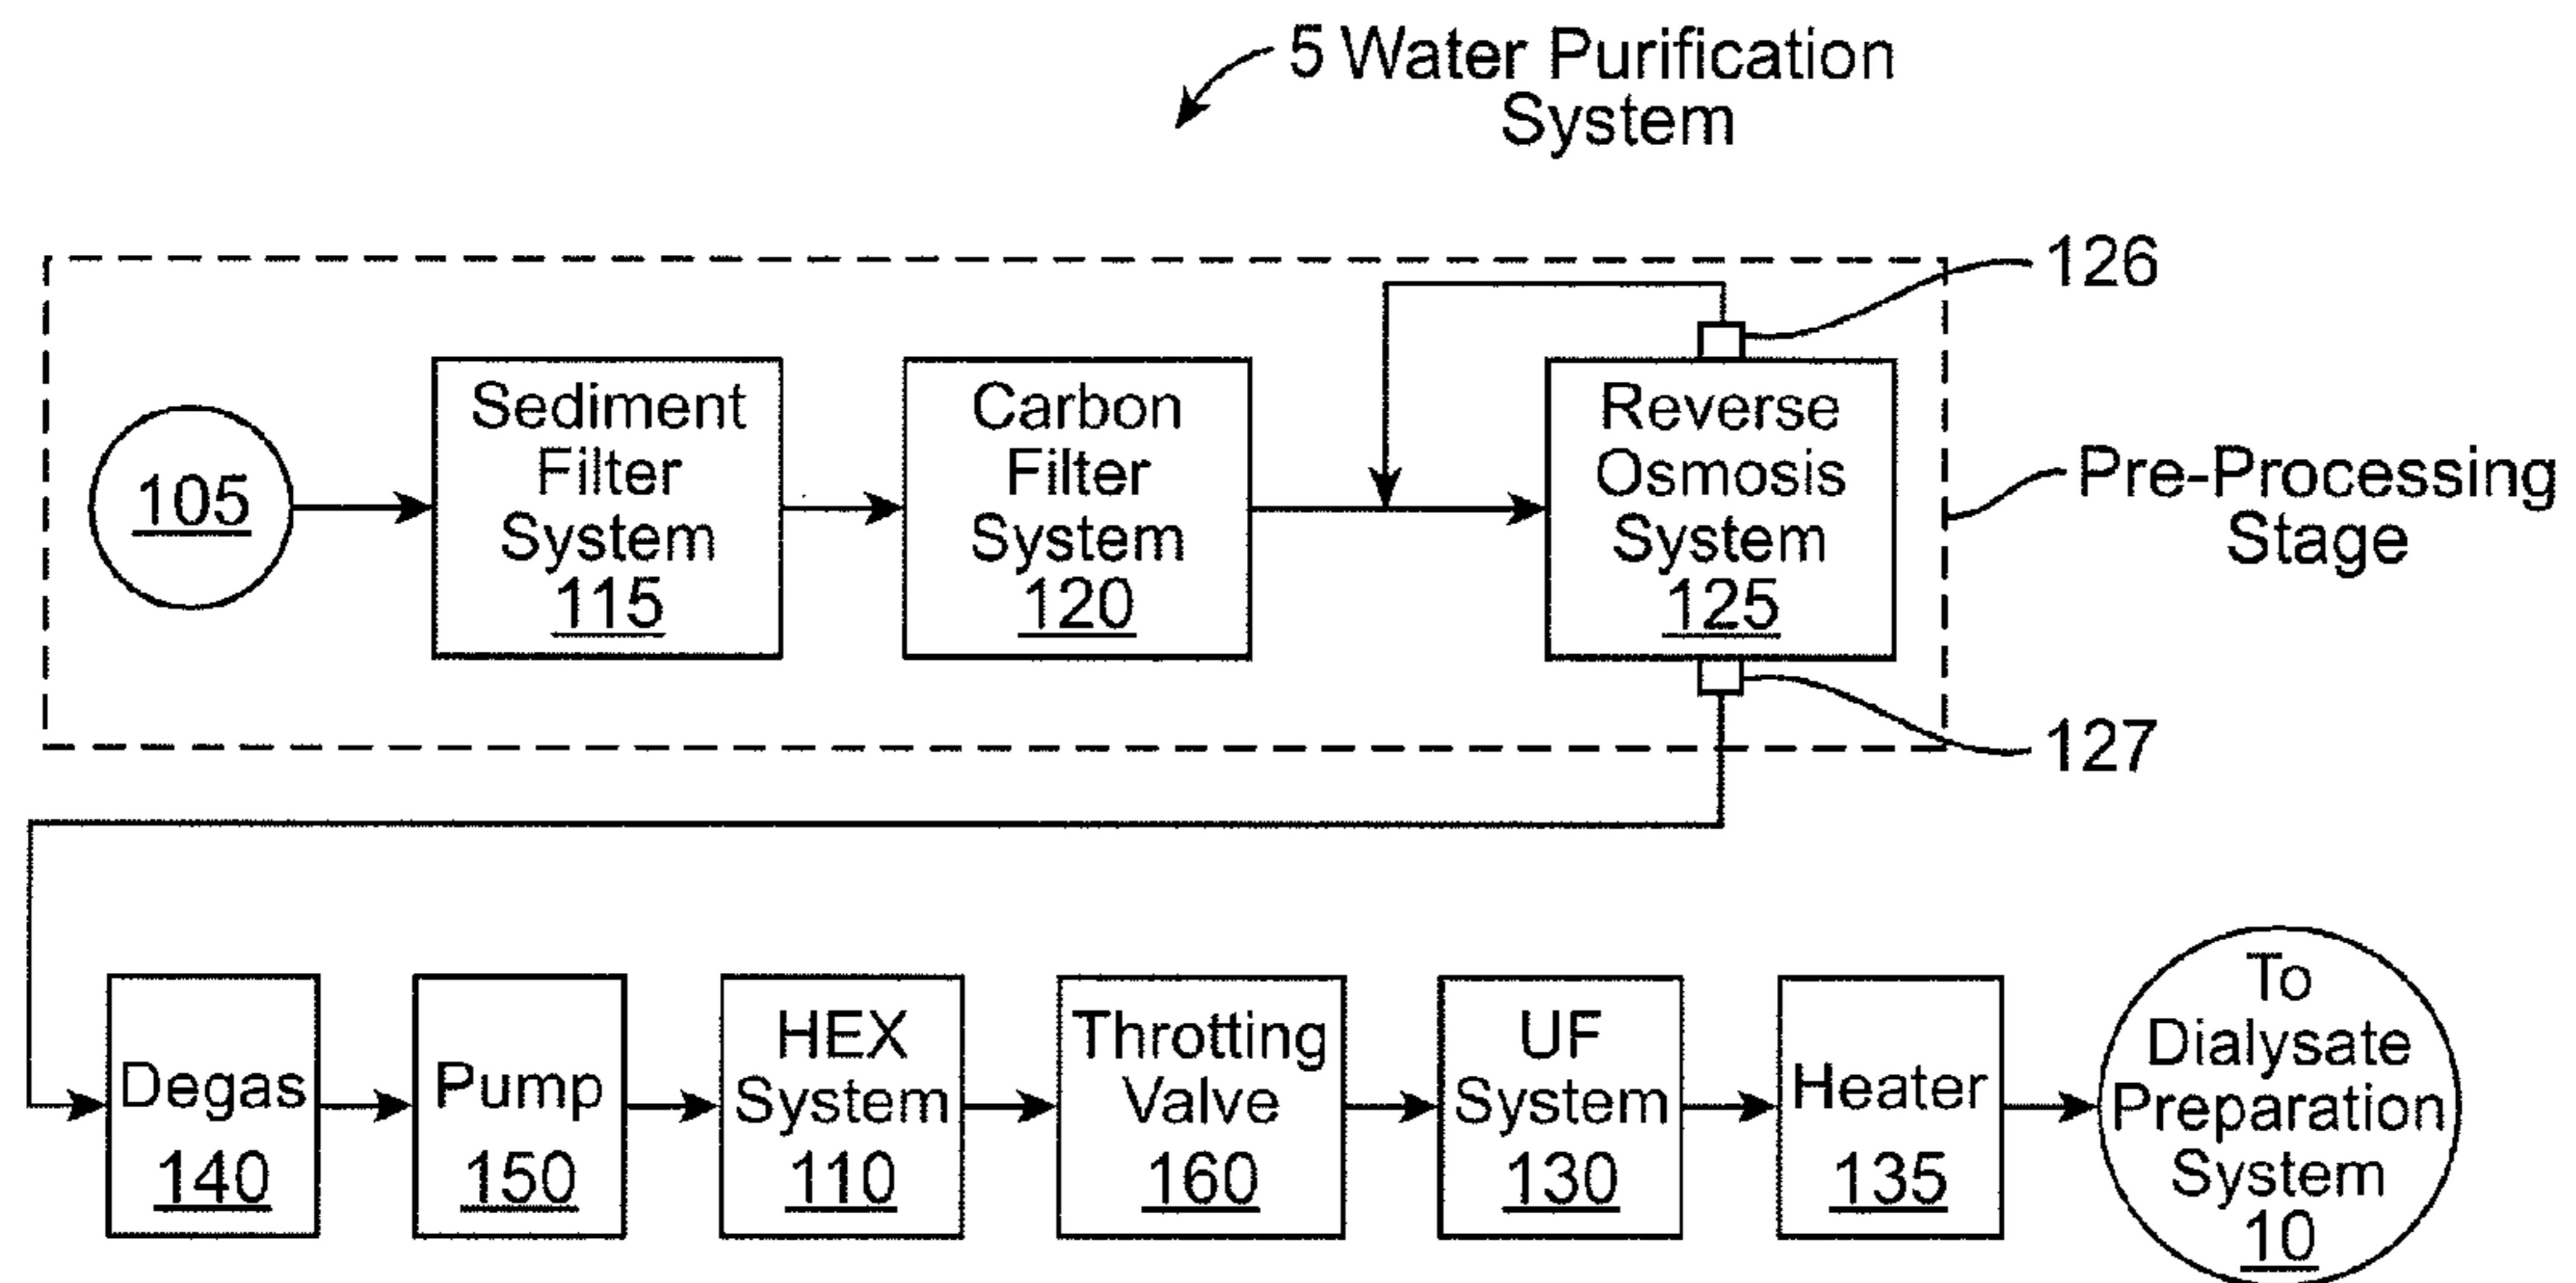 5 Water Purification
System
126
105
Sediment
Filter
System
115
Carbon
Filter
System
120
Reverse
Osmosis
System
125
Pre-Processing
Stage
127
Degas
140
Pump
150
HEX
System
110
Throtting
Valve
160
UF
System
130
Heater
135
To
Dialysate
Preparation
System
10